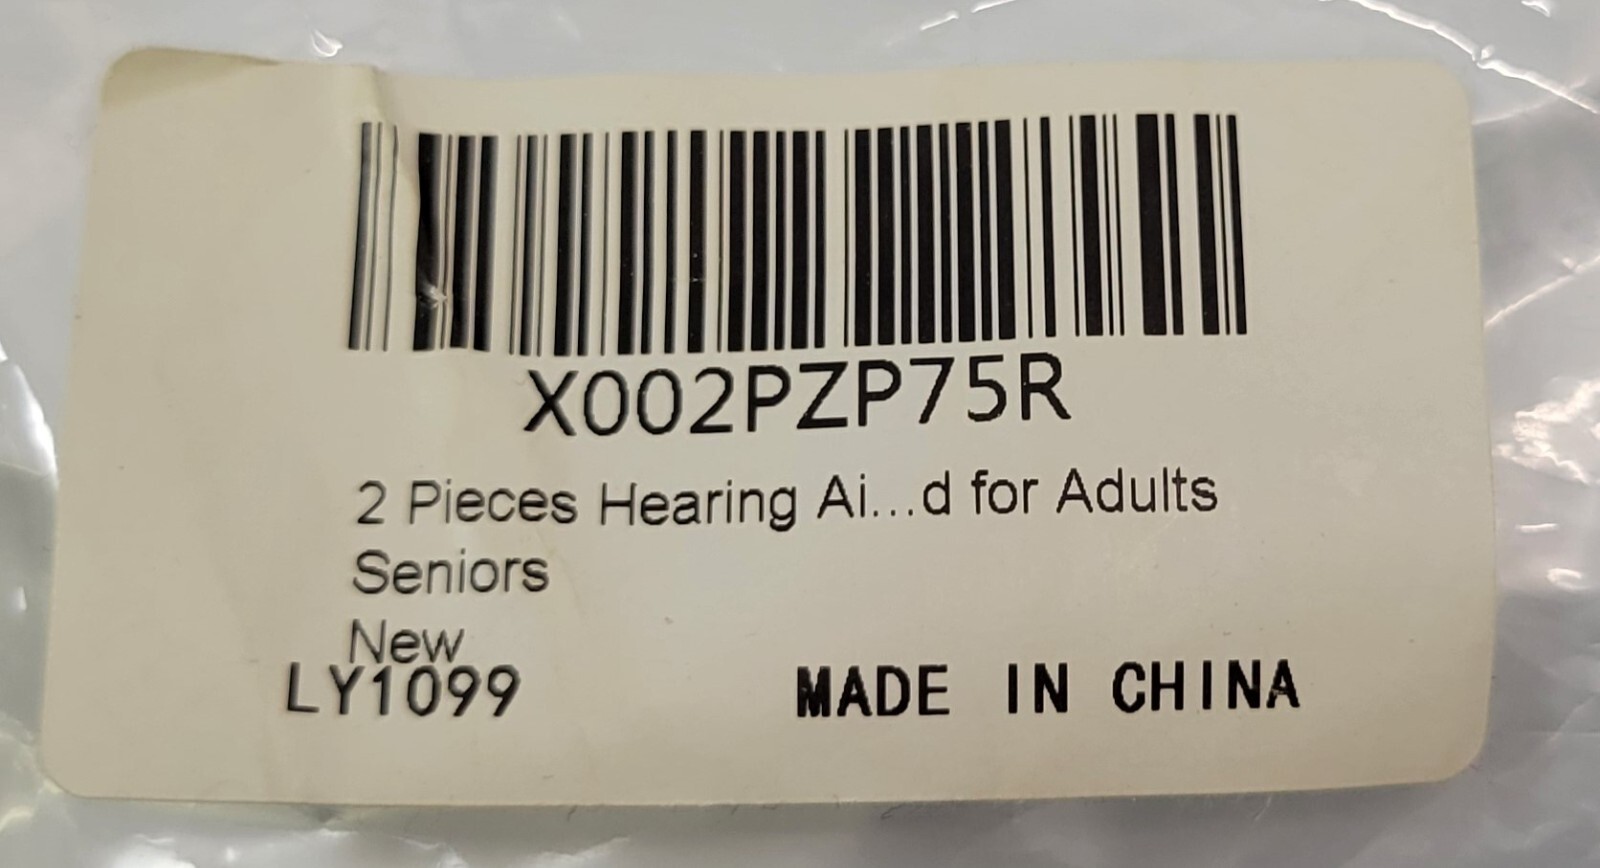 X002PZP75R
2 Pieces Hearing Ai...d for Adults
Seniors
New
LY1099 MADE IN CHINA